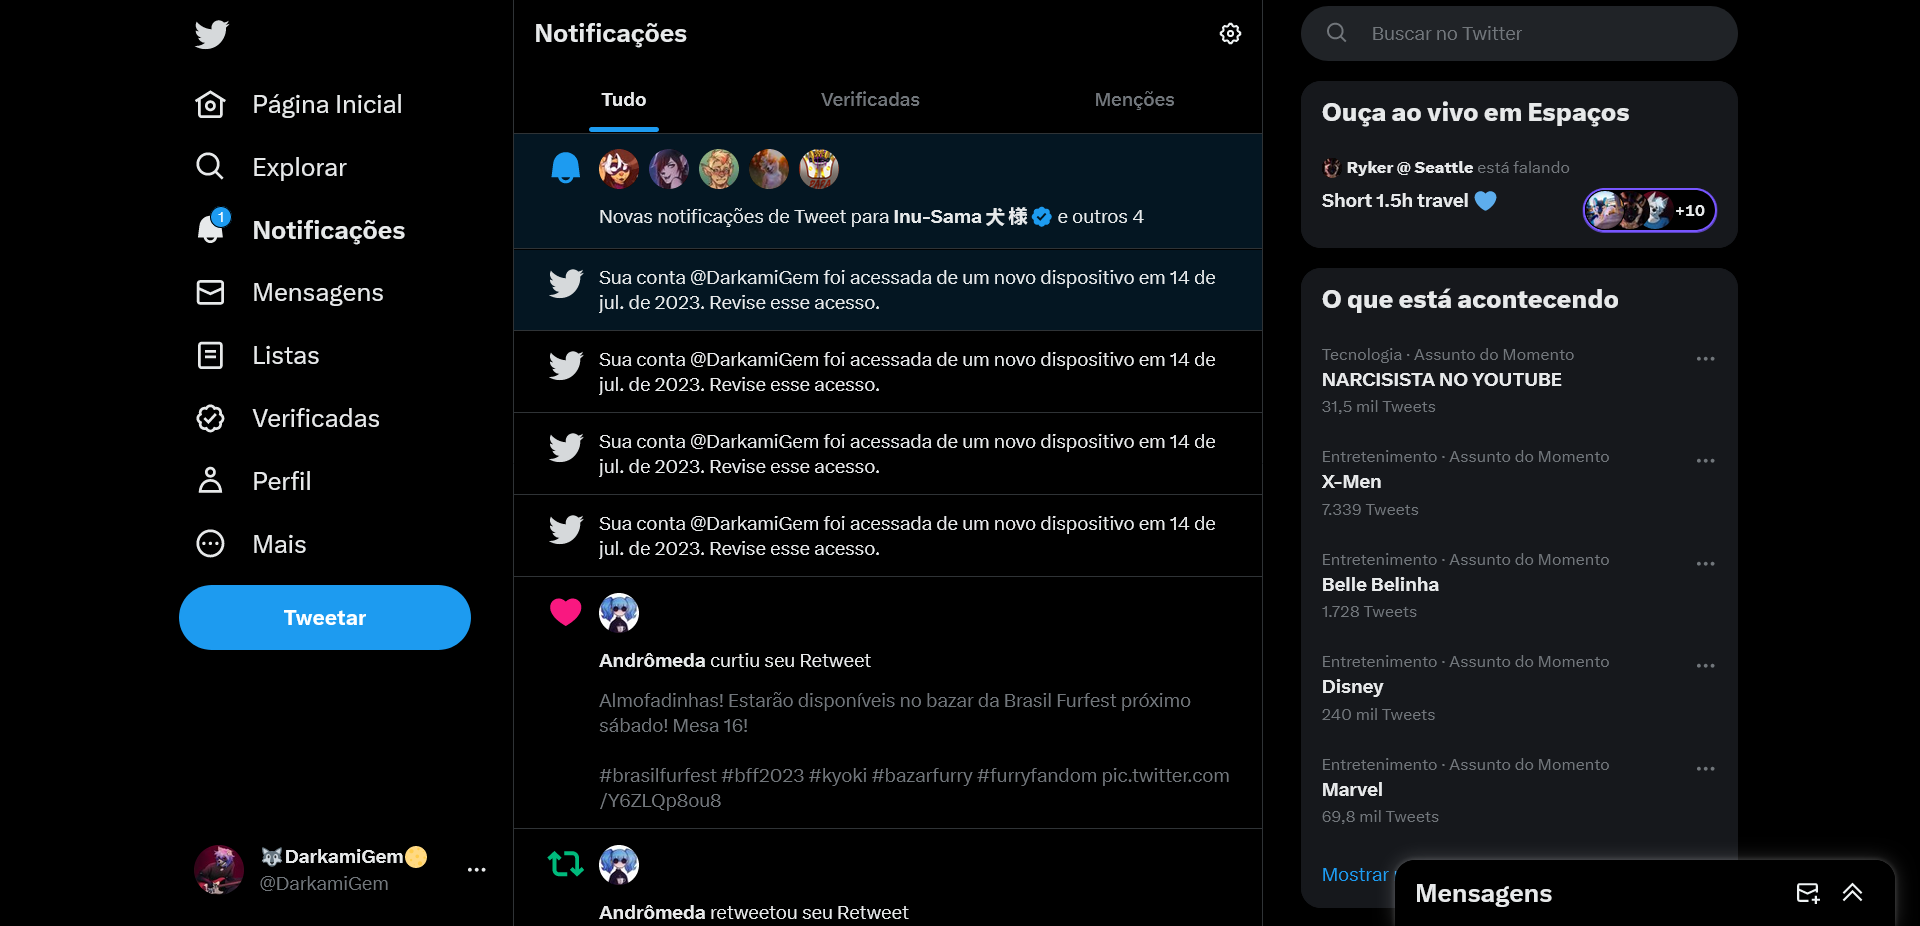 Página Inicial
Explorar
1
Notificações
Mensagens
Listas
Verificadas
Perfil
Mais
Tweetar
DarkamiGem
@DarkamiGem
Notificações
Tudo
Verificadas
Menções
Novas notificações de Tweet para Inu-Sama 犬 様 e outros 4
Sua conta @DarkamiGem foi acessada de um novo dispositivo em 14 de
jul. de 2023. Revise esse acesso.
Sua conta @DarkamiGem foi acessada de um novo dispositivo em 14 de
jul. de 2023. Revise esse acesso.
Sua conta @DarkamiGem foi acessada de um novo dispositivo em 14 de
jul. de 2023. Revise esse acesso.
Sua conta @DarkamiGem foi acessada de um novo dispositivo em 14 de
jul. de 2023. Revise esse acesso.
Andrômeda curtiu seu Retweet
Almofadinhas! Estarão disponíveis no bazar da Brasil Furfest próximo
sábado! Mesa 16!
#brasilfurfest #bff2023 #kyoki #bazarfurry #furryfandom pic.twitter.com
/Y6ZLQp8ou8
Andrômeda retweetou seu Retweet
Buscar no Twitter
Ouça ao vivo em Espaços
Ryker @ Seattle está falando
Short 1.5h travel
+10
O que está acontecendo
Tecnologia · Assunto do Momento
NARCISISTA NO YOUTUBE
31,5 mil Tweets
Entretenimento · Assunto do Momento
X-Men
7.339 Tweets
Entretenimento · Assunto do Momento
Belle Belinha
1.728 Tweets
Entretenimento · Assunto do Momento
Disney
240 mil Tweets
Entretenimento · Assunto do Momento
Marvel
69,8 mil Tweets
Mostrar
Mensagens